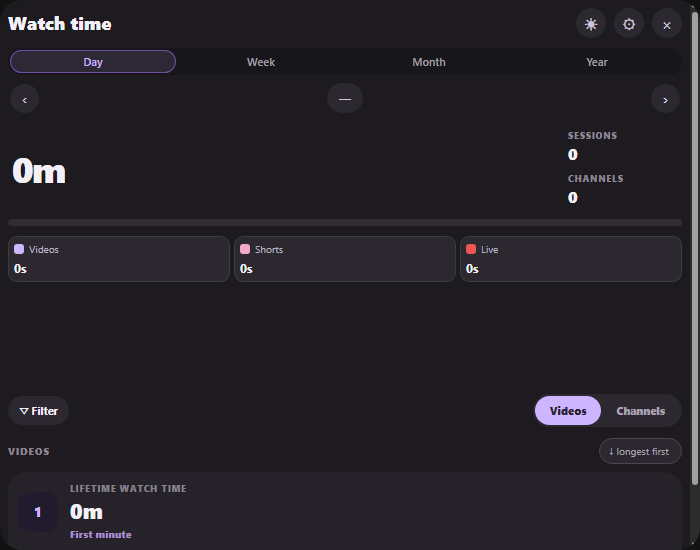 Watch time
Day Week Month Year
‹ — ›
SESSIONS
0
0m
CHANNELS
0
Videos
0s
Shorts
0s
Live
0s
Filter
Videos Channels
VIDEOS
↓ longest first
1
LIFETIME WATCH TIME
0m
First minute